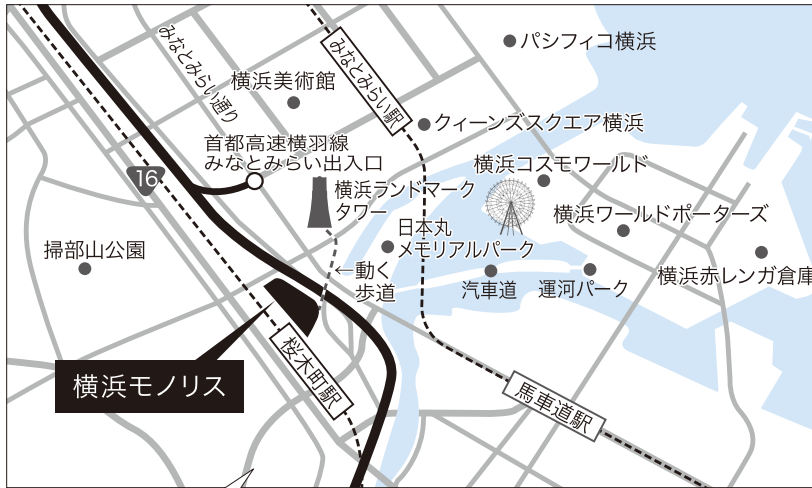 パシフィコ横浜
みなとみらい通り
みなとみらい駅
横浜美術館
クィーンズスクエア横浜
首都高速横羽線
みなとみらい出入口
16
横浜ランドマーク
タワー
横浜コスモワールド
横浜ワールドポーターズ
日本丸
メモリアルパーク
掃部山公園
←動く
歩道
汽車道
運河パーク
横浜赤レンガ倉庫
桜木町駅
横浜モノリス
馬車道駅